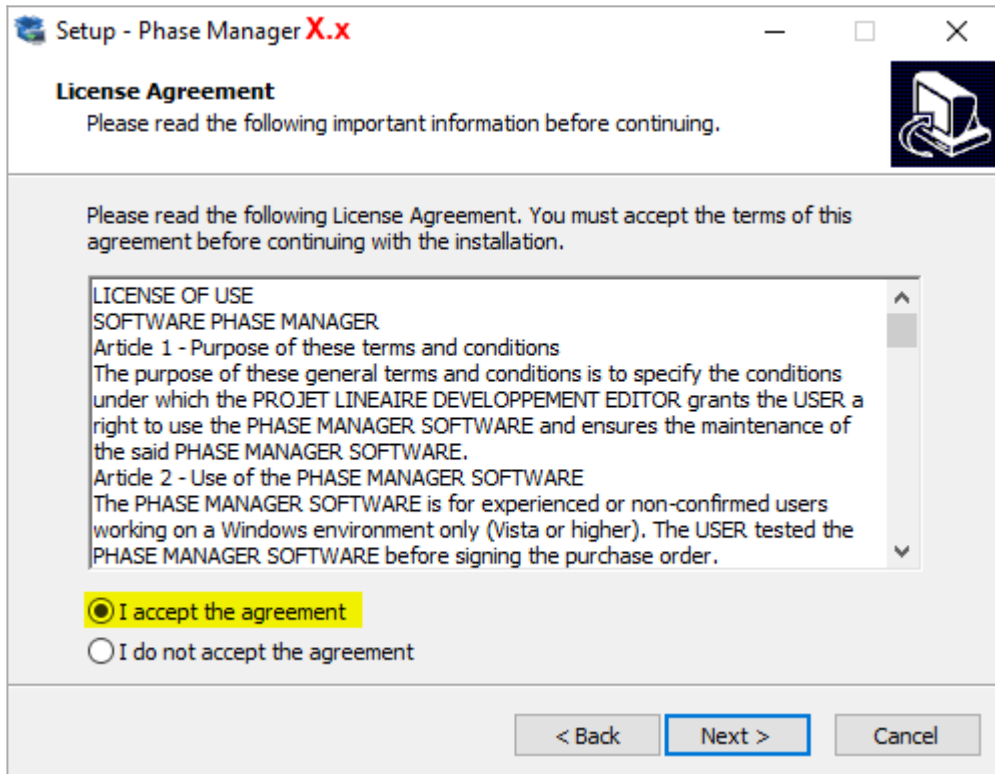 Setup - Phase Manager X.x
License Agreement
Please read the following important information before continuing.
Please read the following License Agreement. You must accept the terms of this
agreement before continuing with the installation.
LICENSE OF USE
SOFTWARE PHASE MANAGER
Article 1 - Purpose of these terms and conditions
The purpose of these general terms and conditions is to specify the conditions
under which the PROJET LINEAIRE DEVELOPPEMENT EDITOR grants the USER a
right to use the PHASE MANAGER SOFTWARE and ensures the maintenance of
the said PHASE MANAGER SOFTWARE.
Article 2 - Use of the PHASE MANAGER SOFTWARE
The PHASE MANAGER SOFTWARE is for experienced or non-confirmed users
working on a Windows environment only (Vista or higher). The USER tested the
PHASE MANAGER SOFTWARE before signing the purchase order.
I accept the agreement
I do not accept the agreement
< Back Next > Cancel